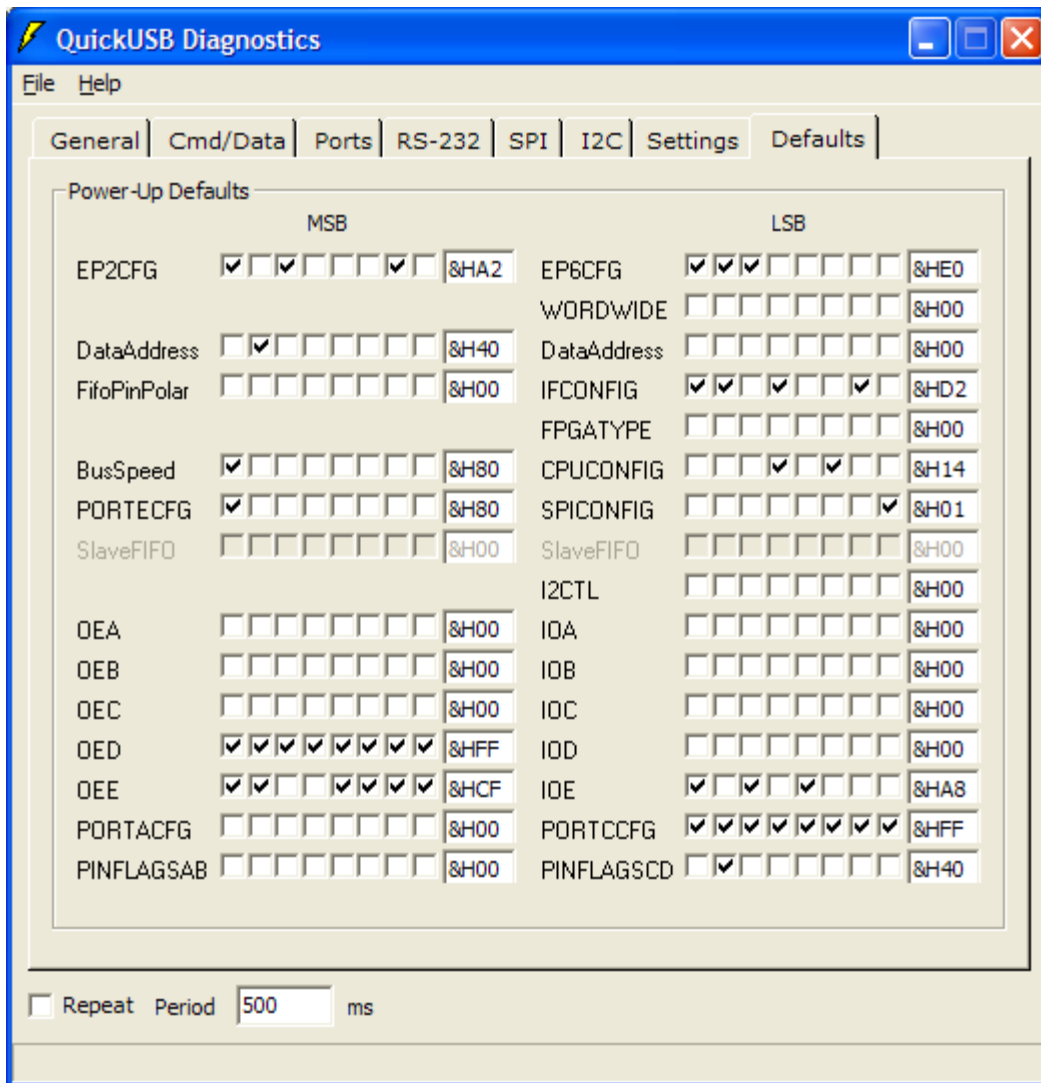 QuickUSB Diagnostics
File Help
General Cmd/Data Ports RS-232 SPI I2C Settings Defaults
Power-Up Defaults
MSB LSB
EP2CFG &HA2 EP6CFG &HE0
WORDWIDE &H00
DataAddress &H40 DataAddress &H00
FifoPinPolar &H00 IFCONFIG &HD2
FPGATYPE &H00
BusSpeed &H80 CPUCONFIG &H14
PORTECFG &H80 SPICONFIG &H01
SlaveFIFO &H00 SlaveFIFO &H00
I2CTL &H00
OEA &H00 IOA &H00
OEB &H00 IOB &H00
OEC &H00 IOC &H00
OED &HFF IOD &H00
OEE &HCF IOE &HA8
PORTACFG &H00 PORTCCFG &HFF
PINFLAGSAB &H00 PINFLAGSCD &H40
Repeat Period 500 ms